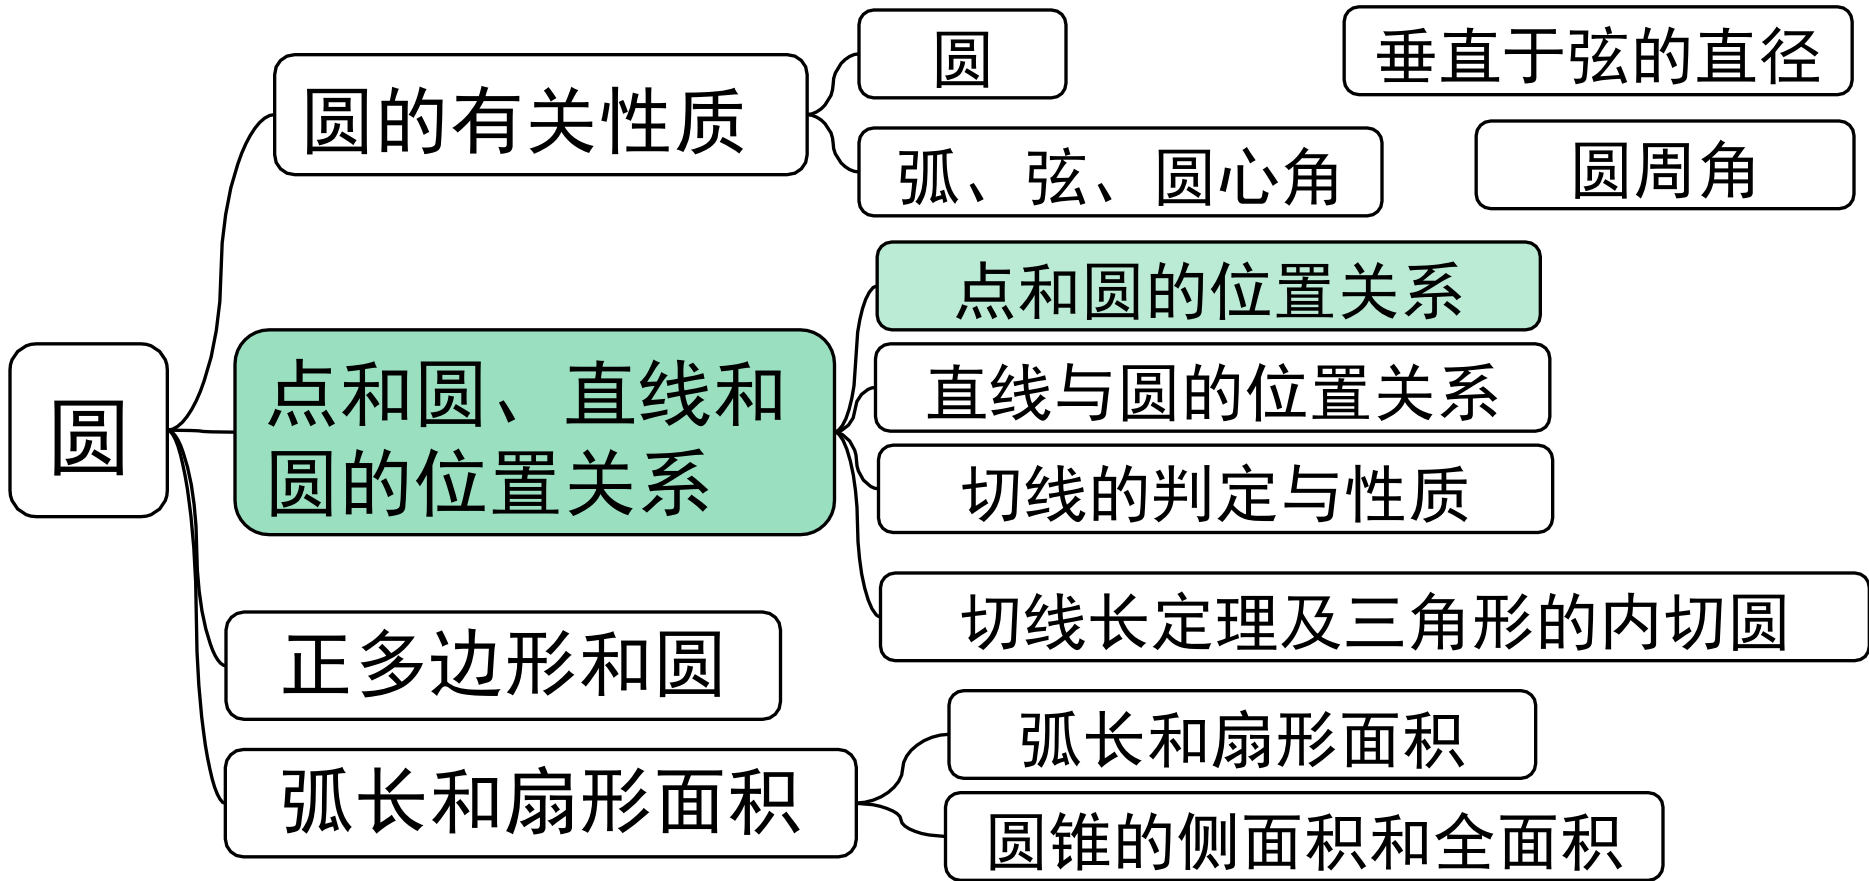 圆
圆的有关性质
圆
垂直于弦的直径
弧、弦、圆心角
圆周角
点和圆、直线和
圆的位置关系
点和圆的位置关系
直线与圆的位置关系
切线的判定与性质
切线长定理及三角形的内切圆
正多边形和圆
弧长和扇形面积
弧长和扇形面积
圆锥的侧面积和全面积